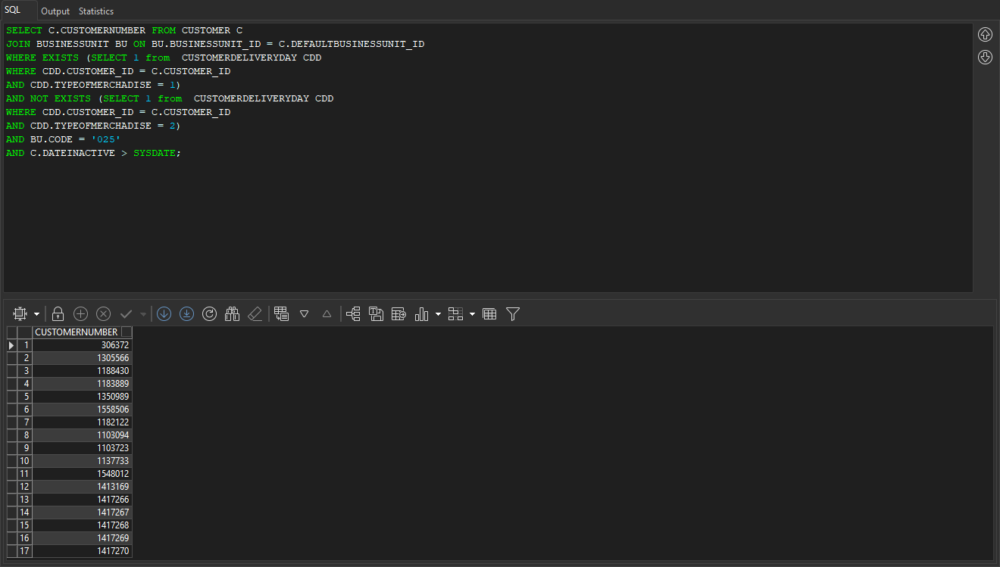 SQL Output Statistics
SELECT C.CUSTOMERNUMBER FROM CUSTOMER C
JOIN BUSINESSUNIT BU ON BU.BUSINESSUNIT_ID = C.DEFAULTBUSINESSUNIT_ID
WHERE EXISTS (SELECT 1 from  CUSTOMERDELIVERYDAY CDD
WHERE CDD.CUSTOMER_ID = C.CUSTOMER_ID
AND CDD.TYPEOFMERCHADISE = 1)
AND NOT EXISTS (SELECT 1 from  CUSTOMERDELIVERYDAY CDD
WHERE CDD.CUSTOMER_ID = C.CUSTOMER_ID
AND CDD.TYPEOFMERCHADISE = 2)
AND BU.CODE = '025'
AND C.DATEINACTIVE > SYSDATE;
CUSTOMERNUMBER
1 306372
2 1305566
3 1188430
4 1183889
5 1350989
6 1558506
7 1182122
8 1103094
9 1103723
10 1137733
11 1548012
12 1413169
13 1417266
14 1417267
15 1417268
16 1417269
17 1417270